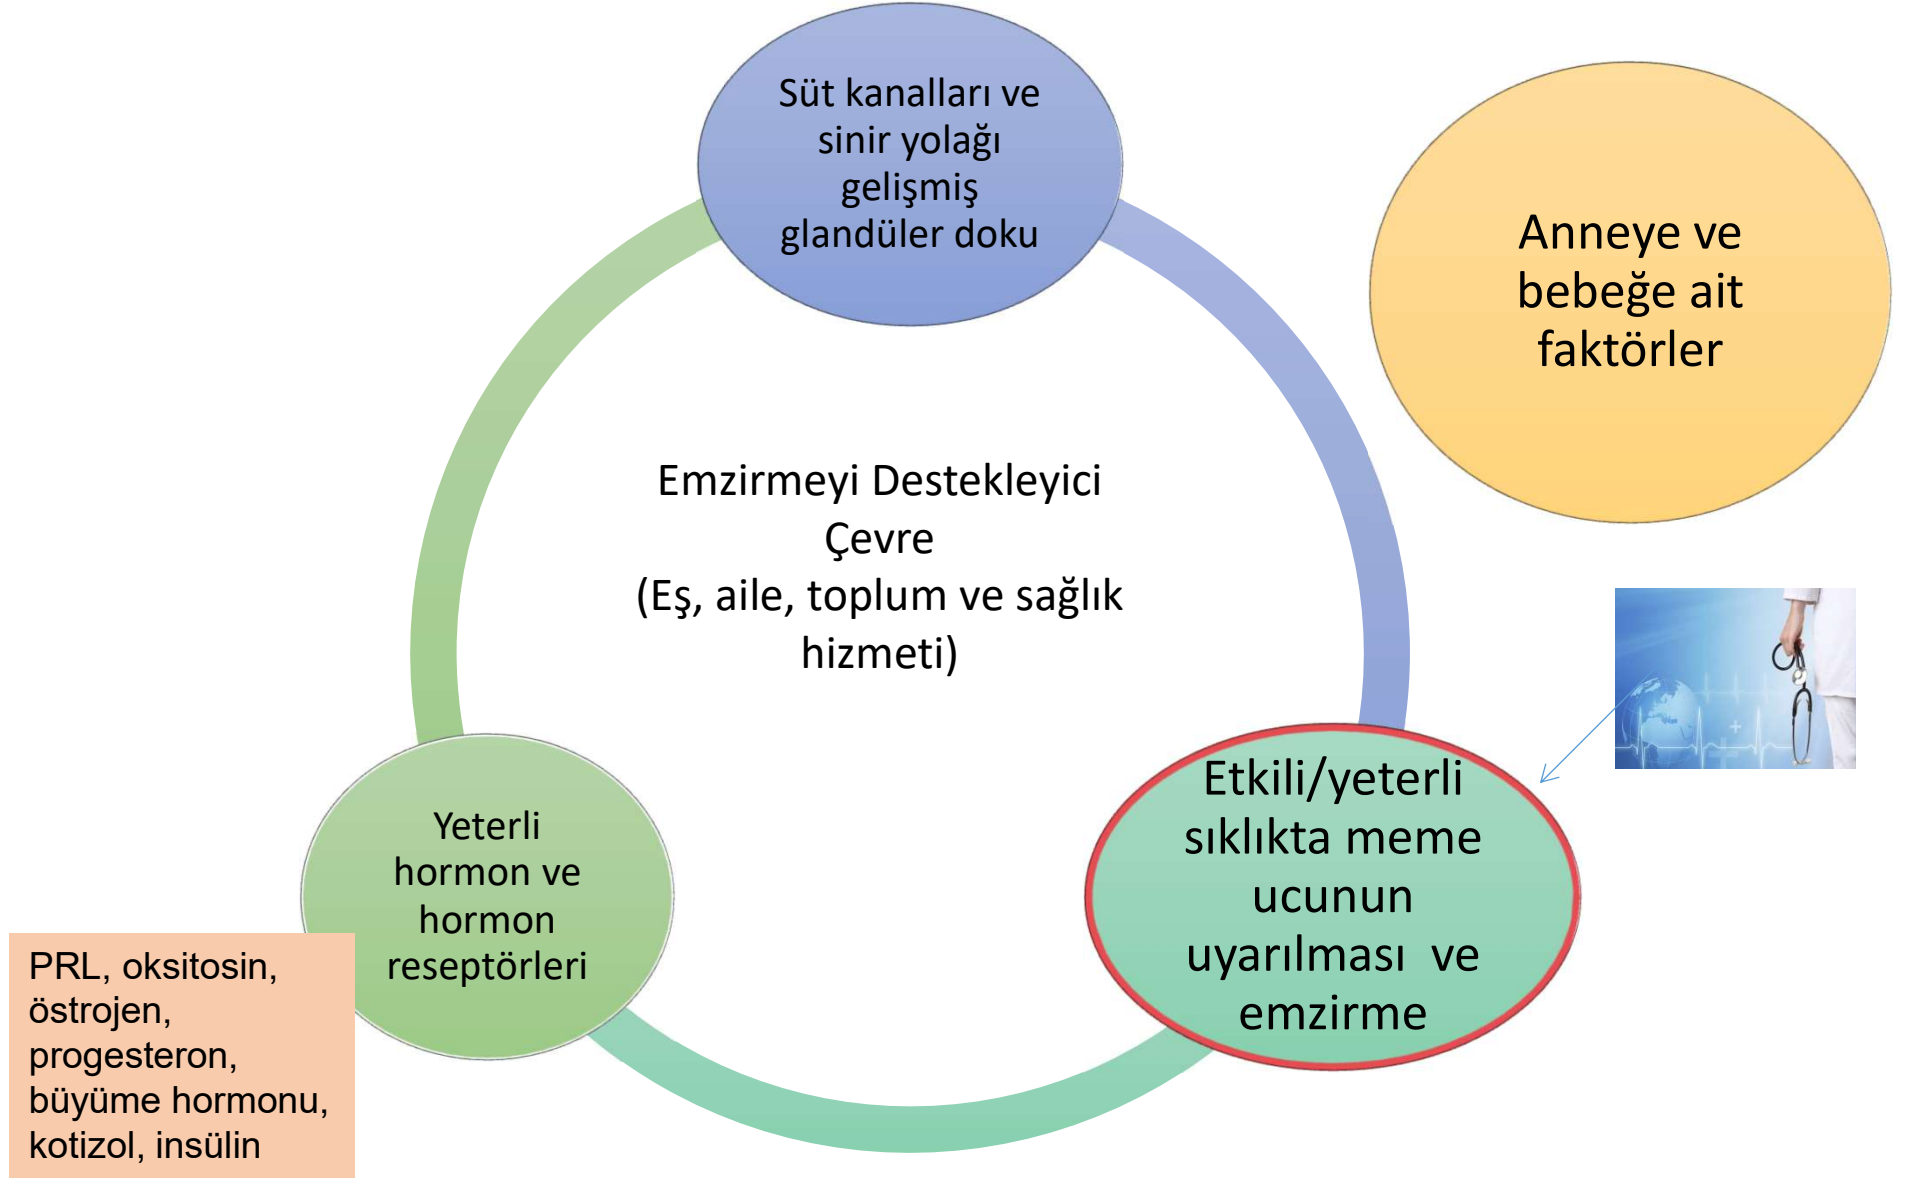 Süt kanalları ve
sinir yolağı
gelişmiş
glandüler doku
Anneye ve
bebeğe ait
faktörler
Emzirmeyi Destekleyici
Çevre
(Eş, aile, toplum ve sağlık
hizmeti)
Etkili/yeterli
sıklıkta meme
ucunun
uyarılması  ve
emzirme
Yeterli
hormon ve
hormon
reseptörleri
PRL, oksitosin,
östrojen,
progesteron,
büyüme hormonu,
kotizol, insülin